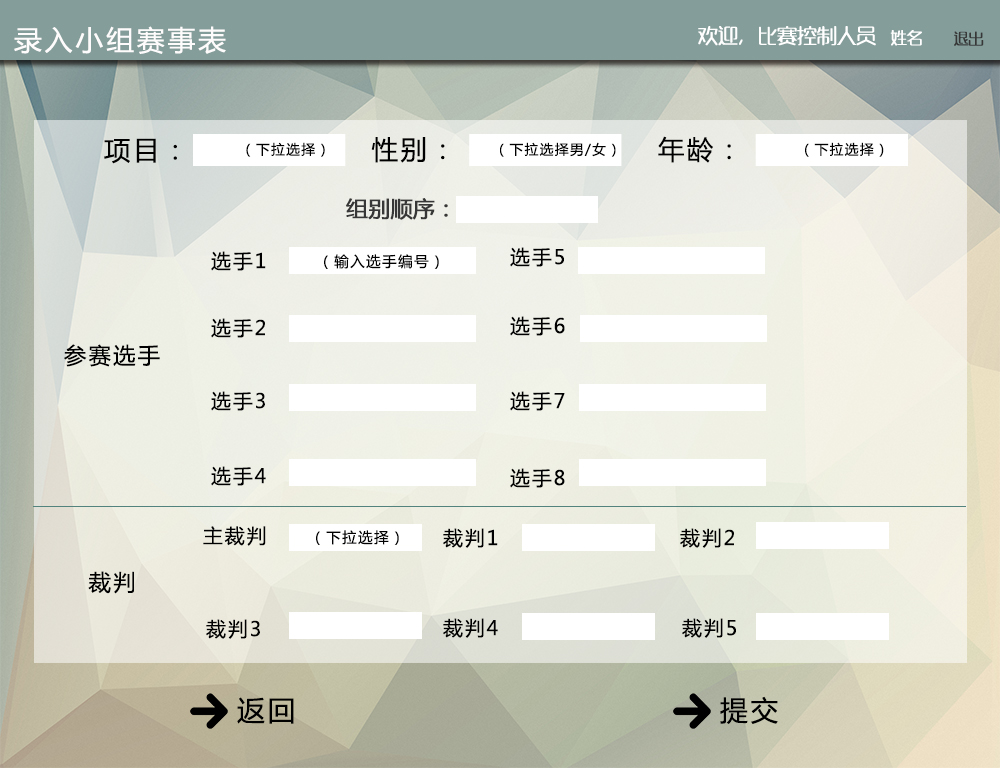 录入小组赛事表 欢迎，比赛控制人员 姓名 退出
项目： （下拉选择） 性别： （下拉选择男/女） 年龄： （下拉选择）
组别顺序：
选手1 （输入选手编号） 选手5
选手2 选手6
参赛选手
选手3 选手7
选手4 选手8
主裁判 （下拉选择） 裁判1 裁判2
裁判
裁判3 裁判4 裁判5
返回 提交